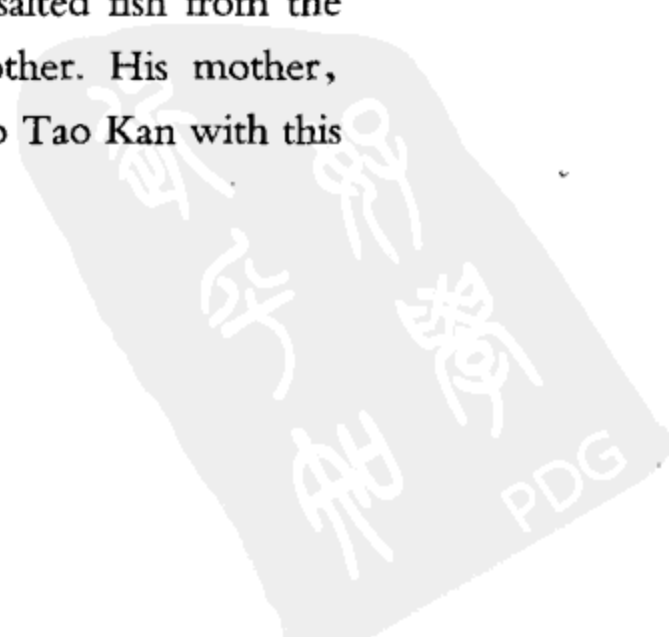 salted fish from the
other. His mother,
o Tao Kan with this
PDG